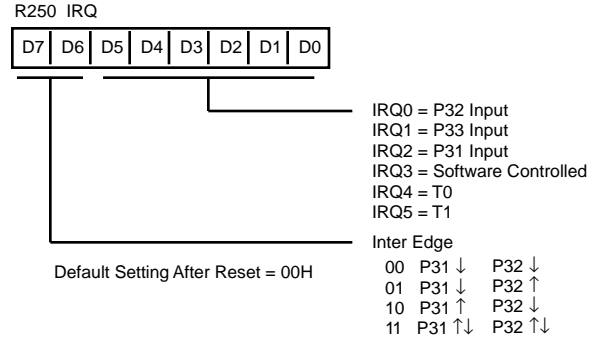 R250 IRQ
D7 D6 D5 D4 D3 D2 D1 D0
IRQ0 = P32 Input
IRQ1 = P33 Input
IRQ2 = P31 Input
IRQ3 = Software Controlled
IRQ4 = T0
IRQ5 = T1
Inter Edge
00 P31 ↓ P32 ↓
01 P31 ↓ P32 ↑
10 P31 ↑ P32 ↓
11 P31 ↑↓ P32 ↑↓
Default Setting After Reset = 00H